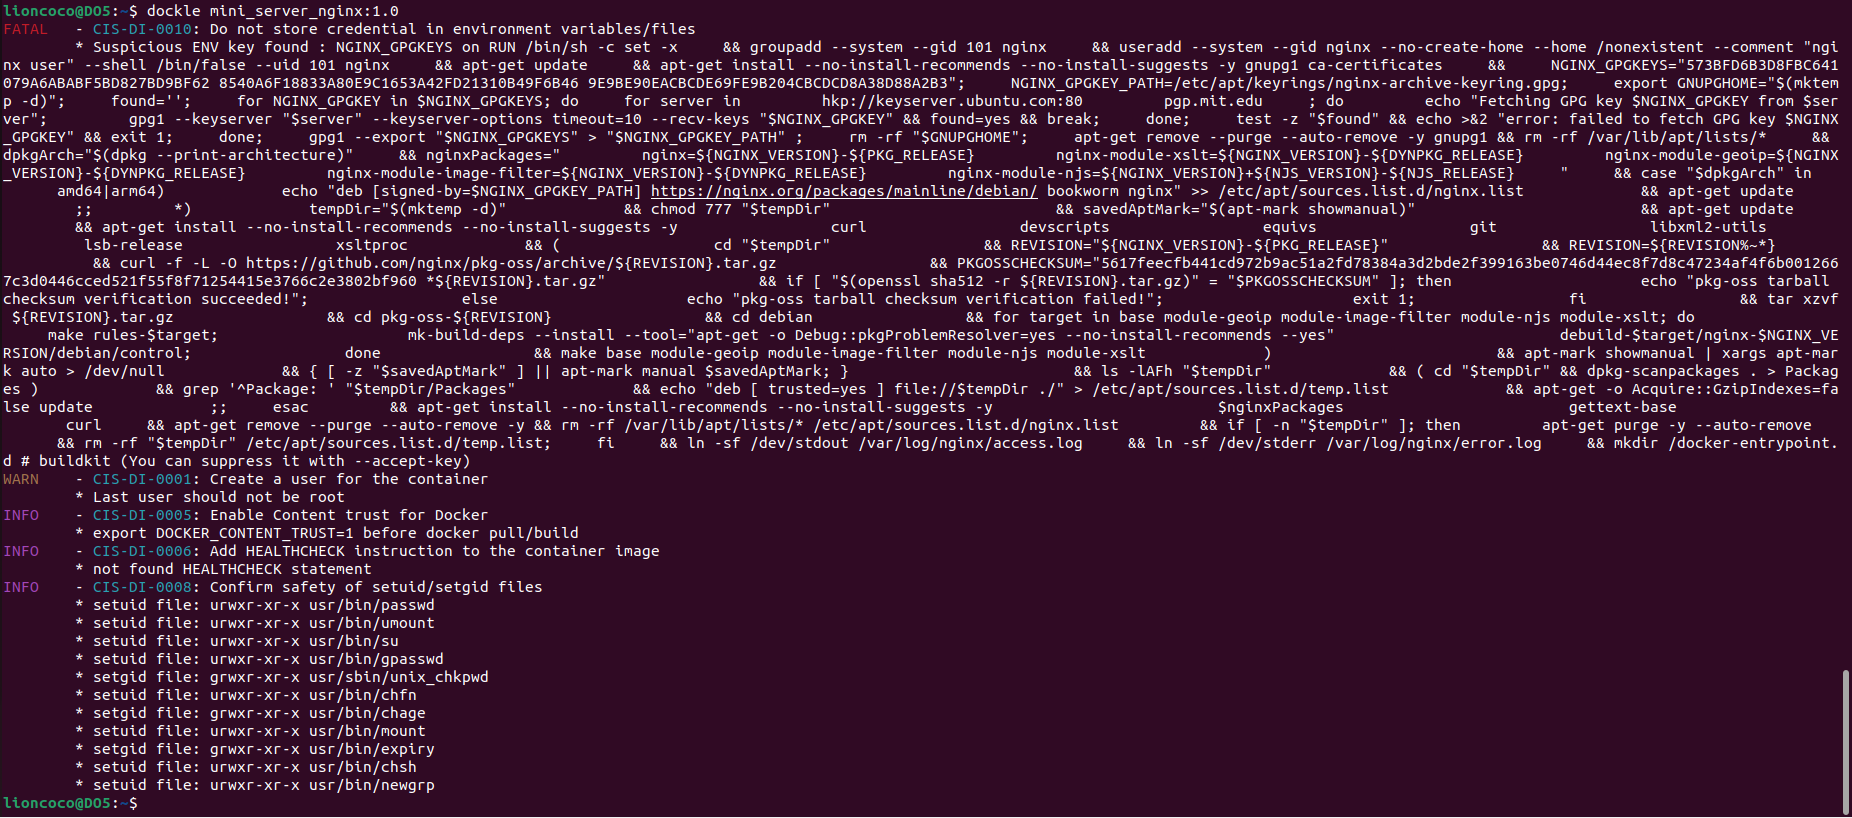 lioncoco@DO5:~$ dockle mini_server_nginx:1.0
FATAL - CIS-DI-0010: Do not store credential in environment variables/files
* Suspicious ENV key found : NGINX_GPGKEYS on RUN /bin/sh -c set -x && groupadd --system --gid 101 nginx && useradd --system --gid nginx --no-create-home --home /nonexistent --comment "ngi
nx user" --shell /bin/false --uid 101 nginx && apt-get update && apt-get install --no-install-recommends --no-install-suggests -y gnupg1 ca-certificates && NGINX_GPGKEYS="573BFD6B3D8FBC641
079A6ABABF5BD827BD9BF62 8540A6F18833A80E9C1653A42FD21310B49F6B46 9E9BE90EACBCDE69FE9B204CBCDCD8A38D88A2B3"; NGINX_GPGKEY_PATH=/etc/apt/keyrings/nginx-archive-keyring.gpg; export GNUPGHOME="$(mktem
p -d)"; found=''; for NGINX_GPGKEY in $NGINX_GPGKEYS; do for server in hkp://keyserver.ubuntu.com:80 pgp.mit.edu ; do echo "Fetching GPG key $NGINX_GPGKEY from $ser
ver"; gpg1 --keyserver "$server" --keyserver-options timeout=10 --recv-keys "$NGINX_GPGKEY" && found=yes && break; done; test -z "$found" && echo >&2 "error: failed to fetch GPG key $NGINX
_GPGKEY" && exit 1; done; gpg1 --export "$NGINX_GPGKEYS" > "$NGINX_GPGKEY_PATH" ; rm -rf "$GNUPGHOME"; apt-get remove --purge --auto-remove -y gnupg1 && rm -rf /var/lib/apt/lists/* &&
dpkgArch="$(dpkg --print-architecture)" && nginxPackages=" nginx=${NGINX_VERSION}-${PKG_RELEASE} nginx-module-xslt=${NGINX_VERSION}-${DYNPKG_RELEASE} nginx-module-geoip=${NGINX
_VERSION}-${DYNPKG_RELEASE} nginx-module-image-filter=${NGINX_VERSION}-${DYNPKG_RELEASE} nginx-module-njs=${NGINX_VERSION}+${NJS_VERSION}-${NJS_RELEASE} " && case "$dpkgArch" in
amd64|arm64) echo "deb [signed-by=$NGINX_GPGKEY_PATH] https://nginx.org/packages/mainline/debian/ bookworm nginx" >> /etc/apt/sources.list.d/nginx.list && apt-get update
;; *) tempDir="$(mktemp -d)" && chmod 777 "$tempDir" && savedAptMark="$(apt-mark showmanual)" && apt-get update
&& apt-get install --no-install-recommends --no-install-suggests -y curl devscripts equivs git libxml2-utils
lsb-release xsltproc && ( cd "$tempDir" && REVISION="${NGINX_VERSION}-${PKG_RELEASE}" && REVISION=${REVISION%~*}
&& curl -f -L -O https://github.com/nginx/pkg-oss/archive/${REVISION}.tar.gz && PKGOSSCHECKSUM="5617feecfb441cd972b9ac51a2fd78384a3d2bde2f399163be0746d44ec8f7d8c47234af4f6b001266
7c3d0446cced521f55f8f71254415e3766c2e3802bf960 *${REVISION}.tar.gz" && if [ "$(openssl sha512 -r ${REVISION}.tar.gz)" = "$PKGOSSCHECKSUM" ]; then echo "pkg-oss tarball
checksum verification succeeded!"; else echo "pkg-oss tarball checksum verification failed!"; exit 1; fi && tar xzvf
${REVISION}.tar.gz && cd pkg-oss-${REVISION} && cd debian && for target in base module-geoip module-image-filter module-njs module-xslt; do
make rules-$target; mk-build-deps --install --tool="apt-get -o Debug::pkgProblemResolver=yes --no-install-recommends --yes" debuild-$target/nginx-$NGINX_VE
RSION/debian/control; done && make base module-geoip module-image-filter module-njs module-xslt ) && apt-mark showmanual | xargs apt-mar
k auto > /dev/null && { [ -z "$savedAptMark" ] || apt-mark manual $savedAptMark; } && ls -lAFh "$tempDir" && ( cd "$tempDir" && dpkg-scanpackages . > Packag
es ) && grep '^Package: ' "$tempDir/Packages" && echo "deb [ trusted=yes ] file://$tempDir ./" > /etc/apt/sources.list.d/temp.list && apt-get -o Acquire::GzipIndexes=fa
lse update ;; esac && apt-get install --no-install-recommends --no-install-suggests -y $nginxPackages gettext-base
curl && apt-get remove --purge --auto-remove -y && rm -rf /var/lib/apt/lists/* /etc/apt/sources.list.d/nginx.list && if [ -n "$tempDir" ]; then apt-get purge -y --auto-remove
&& rm -rf "$tempDir" /etc/apt/sources.list.d/temp.list; fi && ln -sf /dev/stdout /var/log/nginx/access.log && ln -sf /dev/stderr /var/log/nginx/error.log && mkdir /docker-entrypoint.
d # buildkit (You can suppress it with --accept-key)
WARN - CIS-DI-0001: Create a user for the container
* Last user should not be root
INFO - CIS-DI-0005: Enable Content trust for Docker
* export DOCKER_CONTENT_TRUST=1 before docker pull/build
INFO - CIS-DI-0006: Add HEALTHCHECK instruction to the container image
* not found HEALTHCHECK statement
INFO - CIS-DI-0008: Confirm safety of setuid/setgid files
* setuid file: urwxr-xr-x usr/bin/passwd
* setuid file: urwxr-xr-x usr/bin/umount
* setuid file: urwxr-xr-x usr/bin/su
* setuid file: urwxr-xr-x usr/bin/gpasswd
* setgid file: grwxr-xr-x usr/sbin/unix_chkpwd
* setuid file: urwxr-xr-x usr/bin/chfn
* setgid file: grwxr-xr-x usr/bin/chage
* setuid file: urwxr-xr-x usr/bin/mount
* setgid file: grwxr-xr-x usr/bin/expiry
* setuid file: urwxr-xr-x usr/bin/chsh
* setuid file: urwxr-xr-x usr/bin/newgrp
lioncoco@DO5:~$